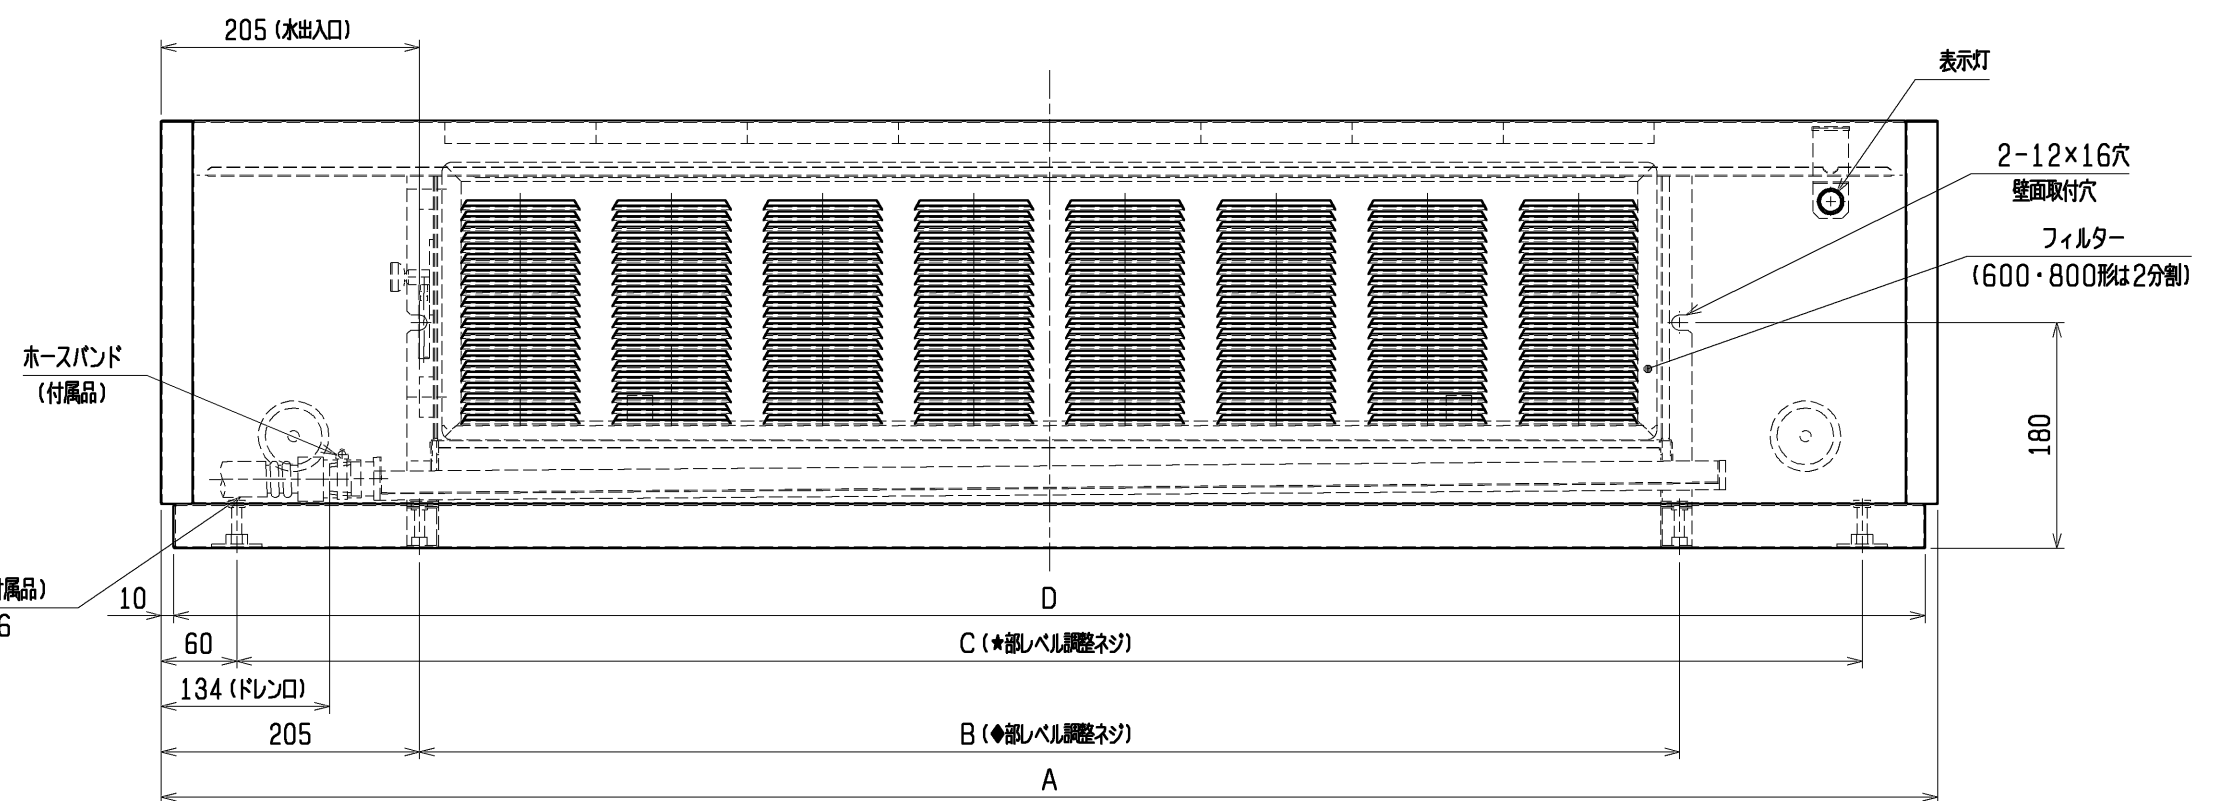 205 (水出入口)
表示灯
2-12×16穴
壁面取付穴
フィルター
(600・800形は2分割)
ホースバンド
(付属品)
180
属品)
6
10
D
60
C (★部レベル調整ネジ)
134 (ドレン口)
205
B (◆部レベル調整ネジ)
A